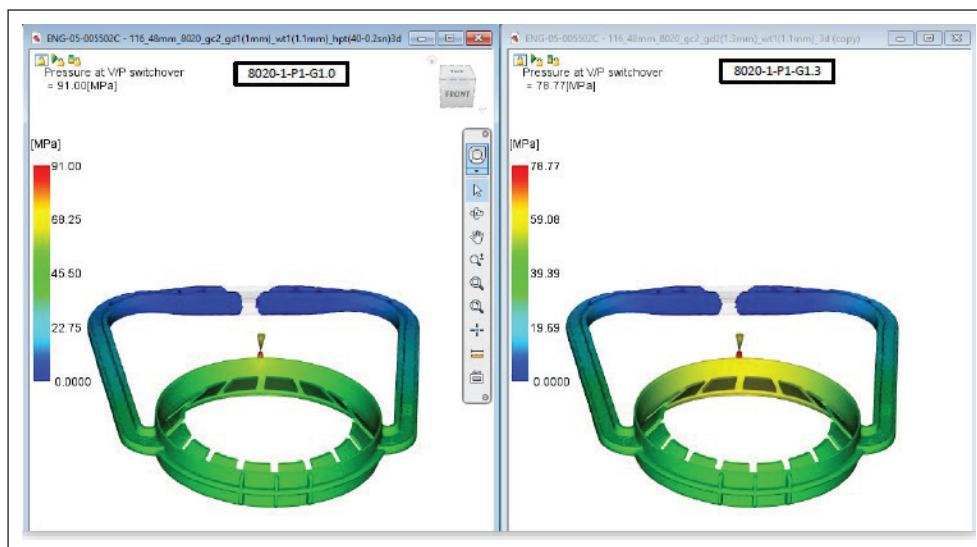 ENG-05-005502C - 116_48mm_8020_gc2_gd1(1mm)_wt1(1.1mm)_hpt(40-0.2sn)3d
Pressure at V/P switchover
= 91.00[MPa]
8020-1-P1-G1.0
FRONT
[MPa]
91.00
68.25
45.50
22.75
0.0000
ENG-05-005502C - 116_48mm_8020_gc2_gd2(1.3mm)_wt1(1.1mm)_3d (copy)
Pressure at V/P switchover
= 78.77[MPa]
8020-1-P1-G1.3
[MPa]
78.77
59.08
39.39
19.69
0.0000